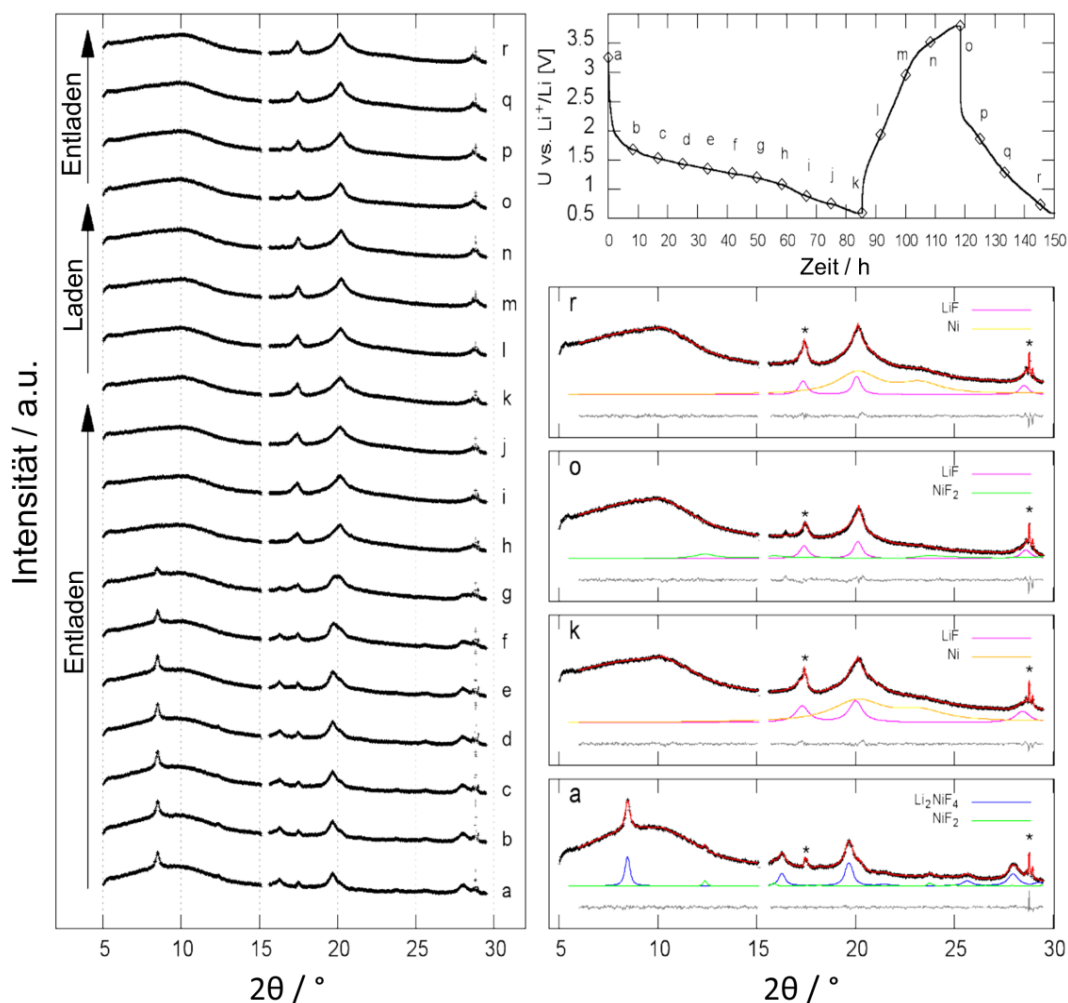 Intensität / a.u.
Entladen
Laden
Entladen
r
q
p
o
n
m
l
k
j
i
h
g
f
e
d
c
b
a
5 10 15 20 25 30
2θ / °
U vs. Li⁺/Li [V]
3.5
3
2.5
2
1.5
1
0.5
a b c d e f g h i j k l m n o p q r
0 10 20 30 40 50 60 70 80 90 100 110 120 130 140 150
Zeit / h
r
LiF
Ni
* *
o
LiF
NiF₂
* *
k
LiF
Ni
* *
a
Li₂NiF₄
NiF₂
* *
5 10 15 20 25 30
2θ / °